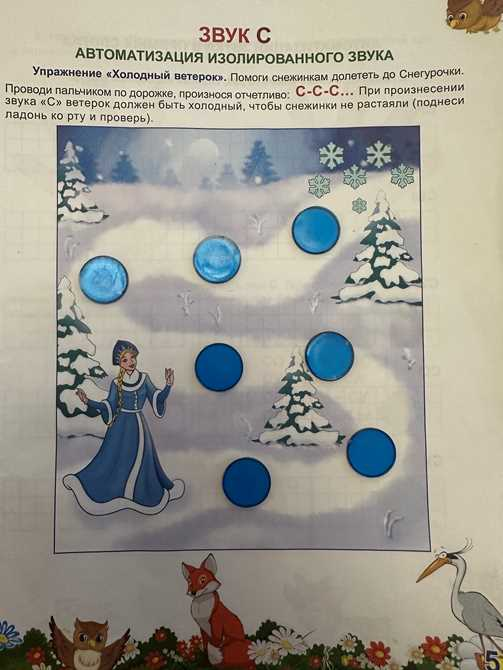 ЗВУК С
АВТОМАТИЗАЦИЯ ИЗОЛИРОВАННОГО ЗВУКА
Упражнение «Холодный ветерок». Помоги снежинкам долететь до Снегурочки.
Проводи пальчиком по дорожке, произнося отчетливо: С-С-С... При произнесении
звука «С» ветерок должен быть холодный, чтобы снежинки не растаяли (поднеси
ладонь ко рту и проверь).